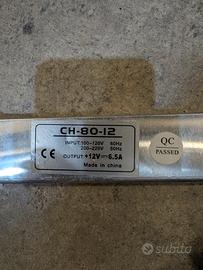 CH-80-12
INPUT:100-120V 60Hz
200-220V 50Hz
OUTPUT:+12V⎓6.5A
Made in china
CE
QC
PASSED
subito